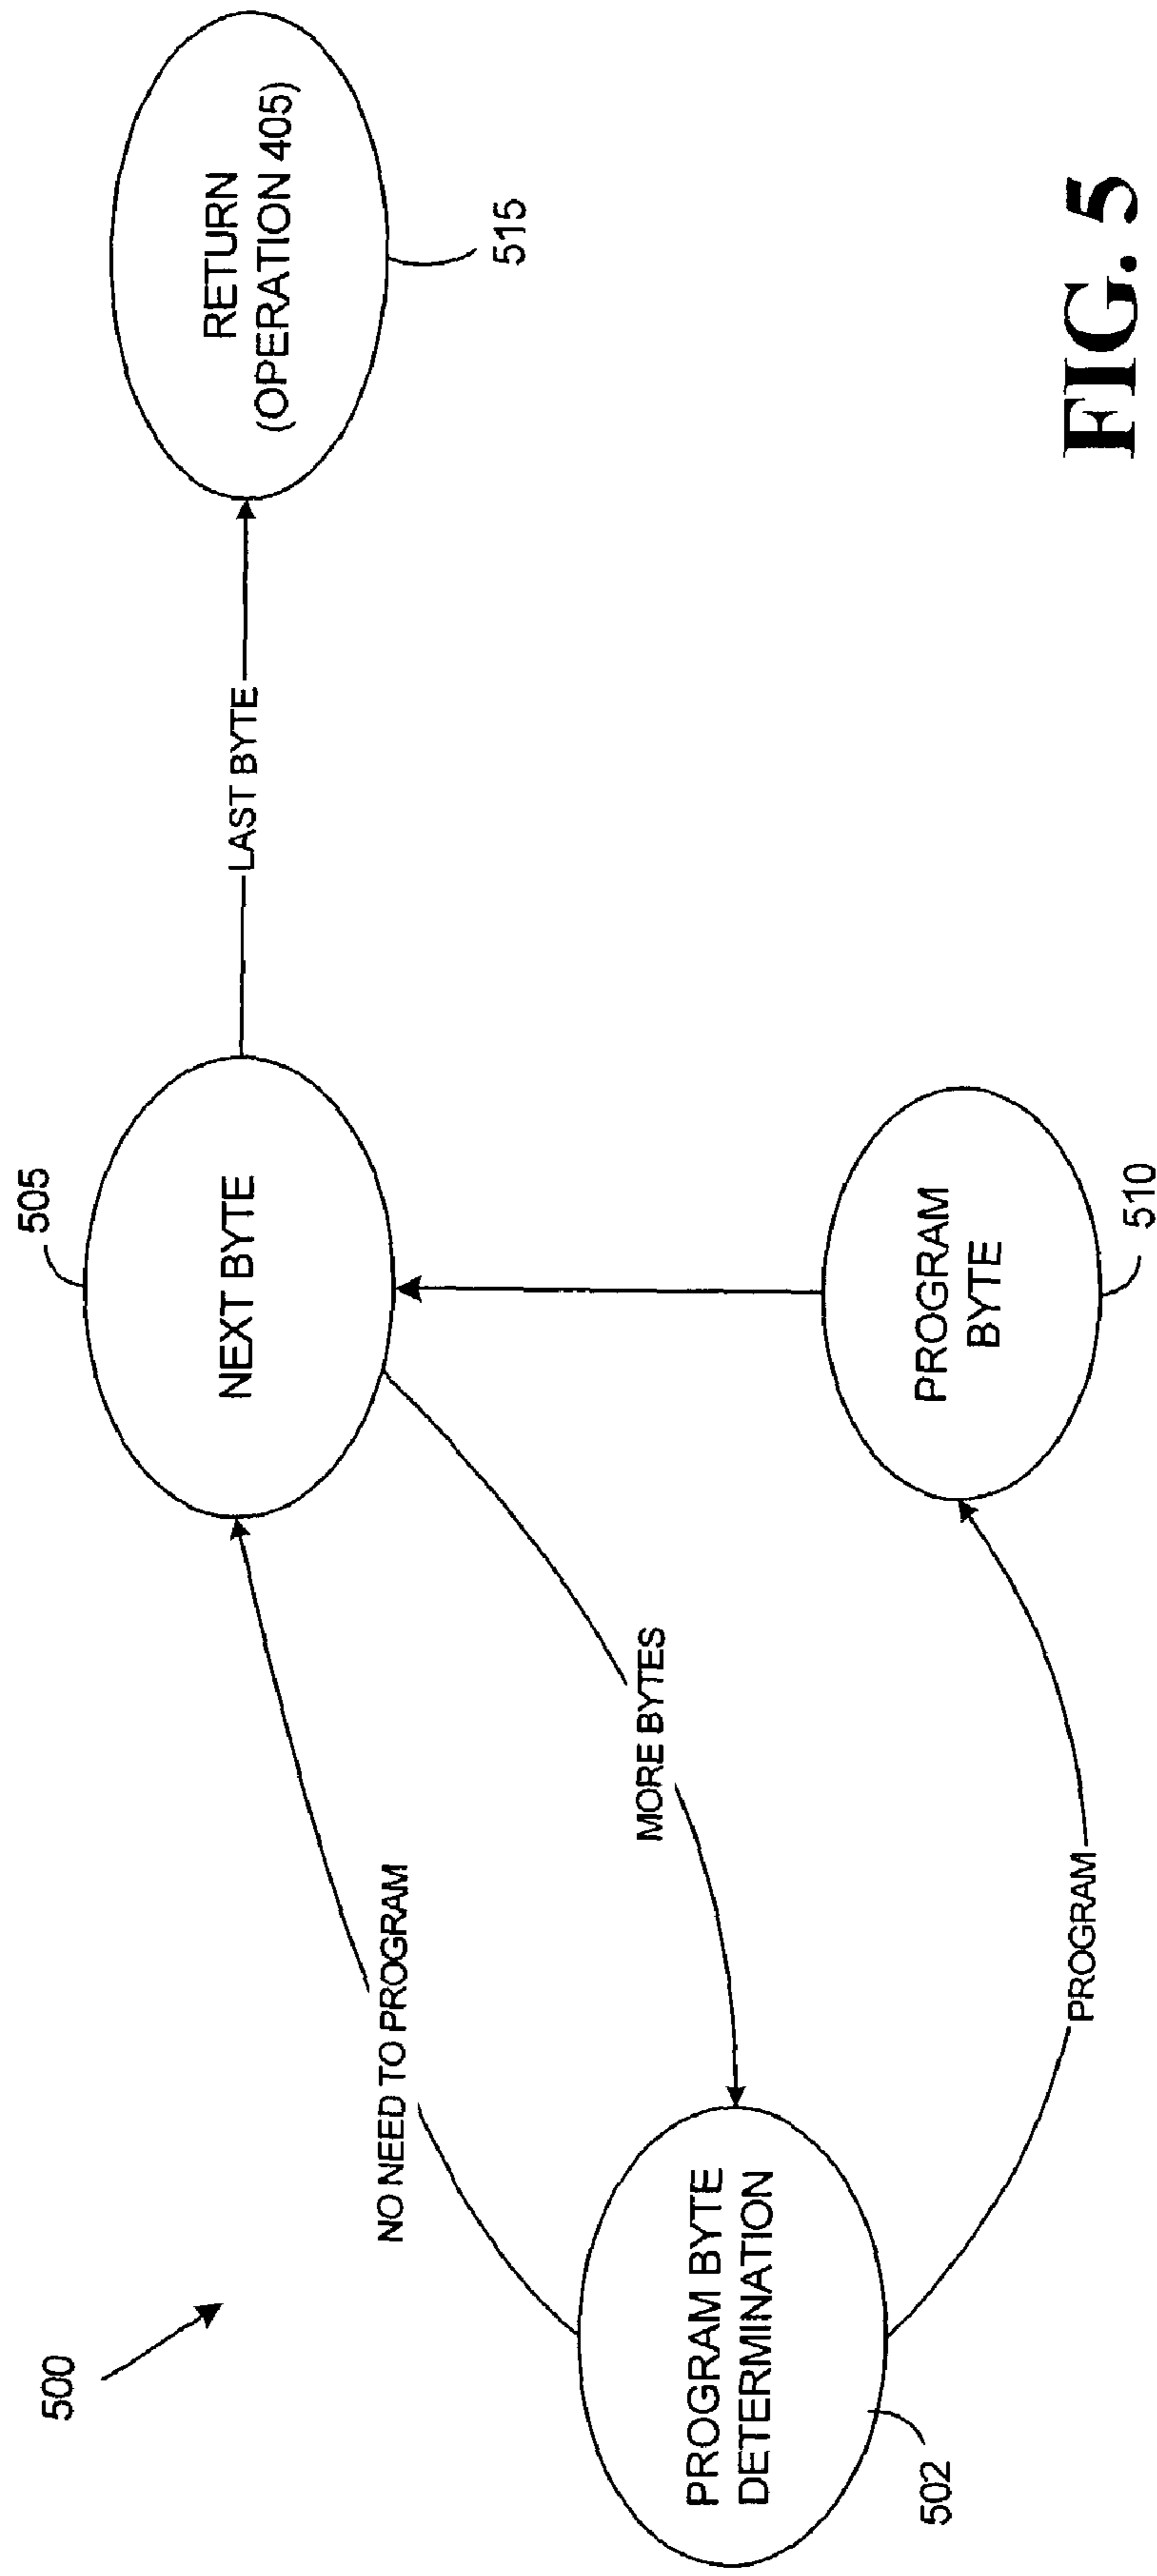 500
505
NEXT BYTE
LAST BYTE
RETURN
(OPERATION 405)
515
NO NEED TO PROGRAM
MORE BYTES
PROGRAM BYTE
DETERMINATION
502
PROGRAM
PROGRAM
BYTE
510
FIG. 5